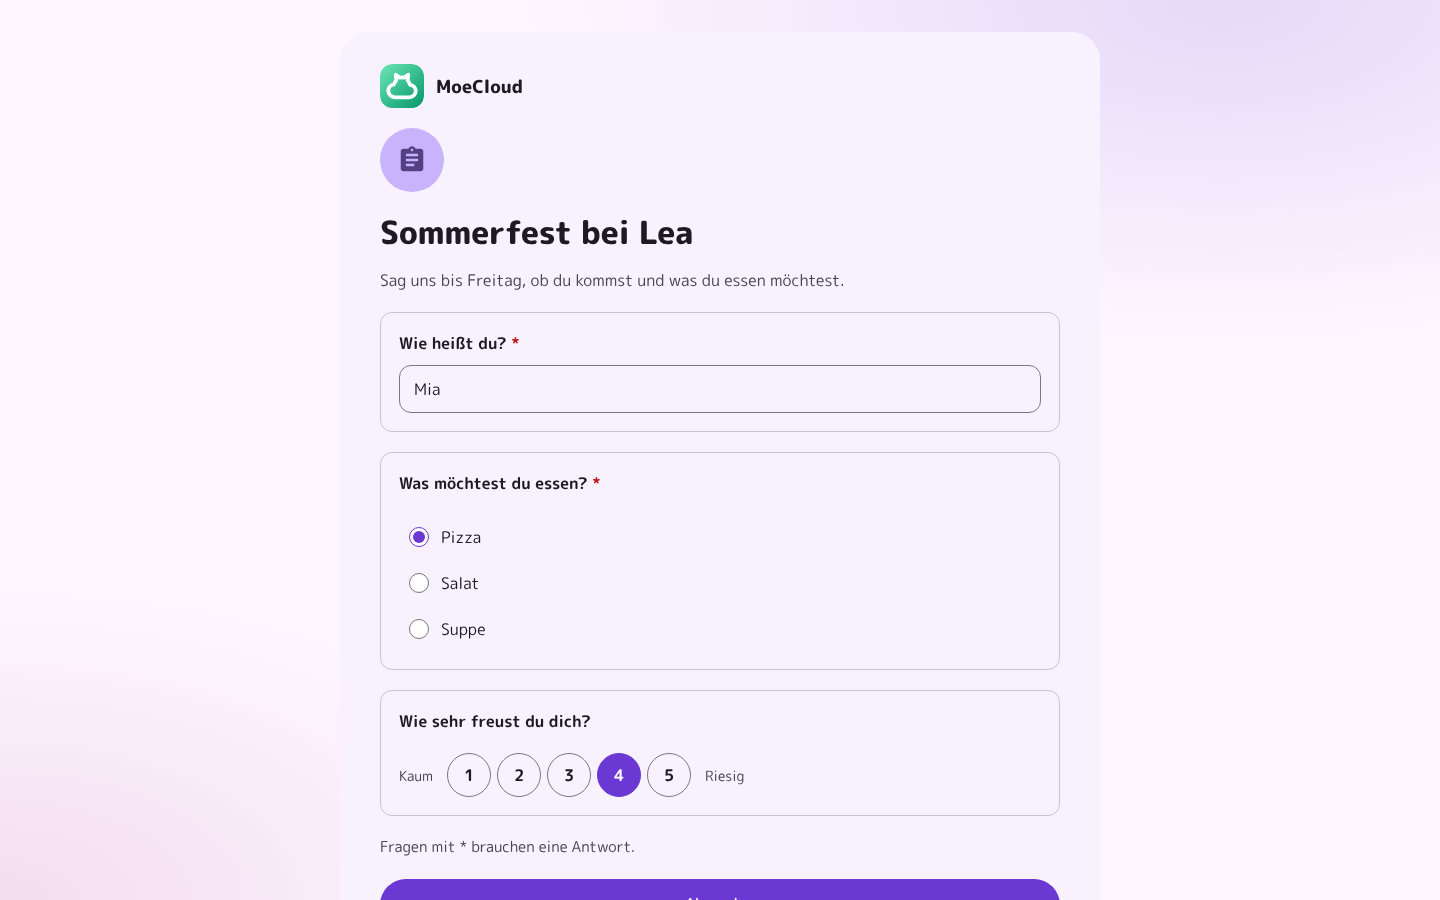 MoeCloud
Sommerfest bei Lea
Sag uns bis Freitag, ob du kommst und was du essen möchtest.
Wie heißt du? *
Mia
Was möchtest du essen? *
Pizza
Salat
Suppe
Wie sehr freust du dich?
Kaum 1 2 3 4 5 Riesig
Fragen mit * brauchen eine Antwort.